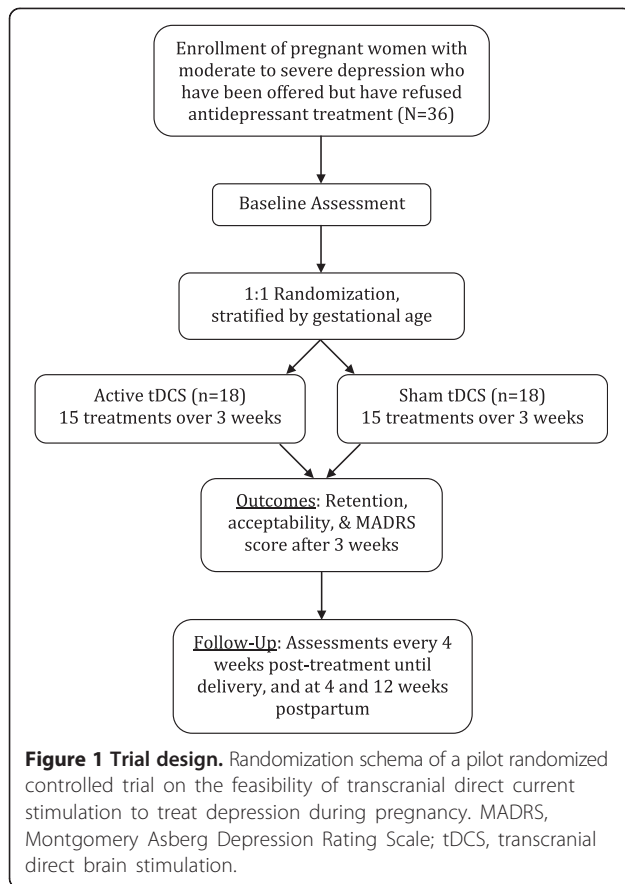 Enrollment of pregnant women with
moderate to severe depression who
have been offered but have refused
antidepressant treatment (N=36)
Baseline Assessment
1:1 Randomization,
stratified by gestational age
Active tDCS (n=18)
15 treatments over 3 weeks
Sham tDCS (n=18)
15 treatments over 3 weeks
Outcomes: Retention,
acceptability, & MADRS
score after 3 weeks
Follow-Up: Assessments every 4
weeks post-treatment until
delivery, and at 4 and 12 weeks
postpartum
Figure 1 Trial design. Randomization schema of a pilot randomized
controlled trial on the feasibility of transcranial direct current
stimulation to treat depression during pregnancy. MADRS,
Montgomery Asberg Depression Rating Scale; tDCS, transcranial
direct brain stimulation.